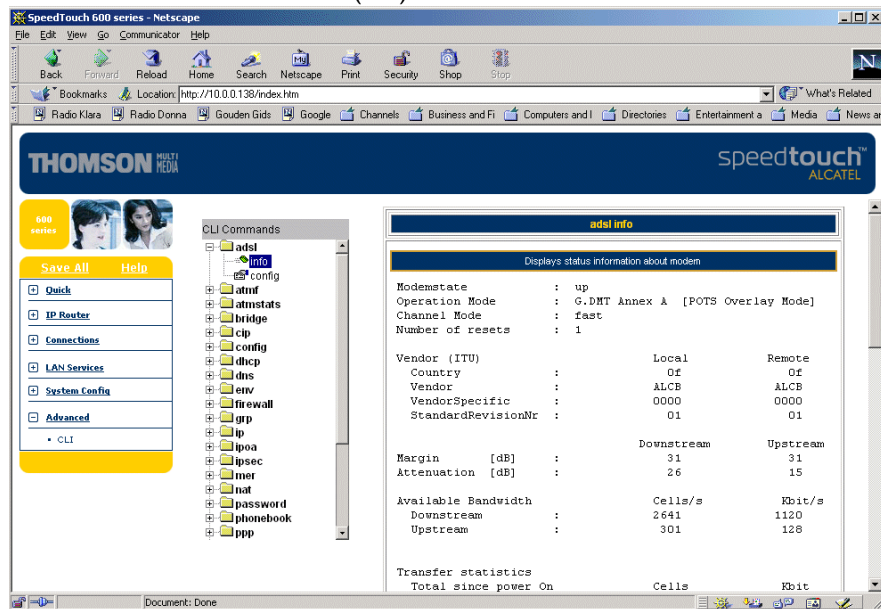 SpeedTouch 600 series - Netscape
File Edit View Go Communicator Help
Back Forward Reload Home Search Netscape Print Security Shop Stop
Bookmarks Location: http://10.0.0.138/index.htm What's Related
Radio Klara Radio Donna Gouden Gids Google Channels Business and Fi Computers and I Directories Entertainment a Media News an
THOMSON MULTI MEDIA
speedtouch™
ALCATEL
600 series
Save All Help
Quick
IP Router
Connections
LAN Services
System Config
Advanced
CLI
CLI Commands
adsl
info
config
atmf
atmstats
bridge
cip
config
dhcp
dns
env
firewall
grp
ip
ipoa
ipsec
mer
nat
password
phonebook
ppp
adsl info
Displays status information about modem
Modemstate : up
Operation Mode : G.DMT Annex A [POTS Overlay Mode]
Channel Mode : fast
Number of resets : 1
Vendor (ITU) Local Remote
Country : 0f 0f
Vendor : ALCB ALCB
VendorSpecific : 0000 0000
StandardRevisionNr : 01 01
Downstream Upstream
Margin [dB] : 31 31
Attenuation [dB] : 26 15
Available Bandwidth Cells/s Kbit/s
Downstream : 2641 1120
Upstream : 301 128
Transfer statistics
Total since power On Cells Kbit
Document: Done